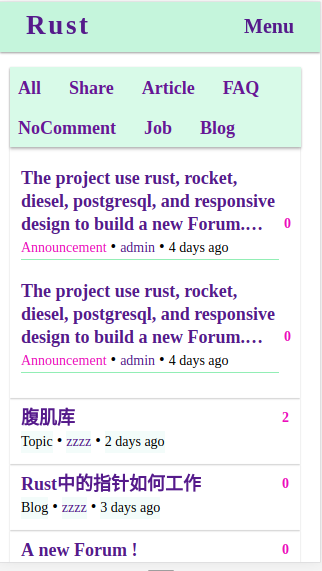 Rust Menu
All Share Article FAQ
NoComment Job Blog
The project use rust, rocket,
diesel, postgresql, and responsive
design to build a new Forum.… 0
Announcement • admin • 4 days ago
The project use rust, rocket,
diesel, postgresql, and responsive
design to build a new Forum.… 0
Announcement • admin • 4 days ago
腹肌库 2
Topic • zzzz • 2 days ago
Rust中的指针如何工作 0
Blog • zzzz • 3 days ago
A new Forum ! 0